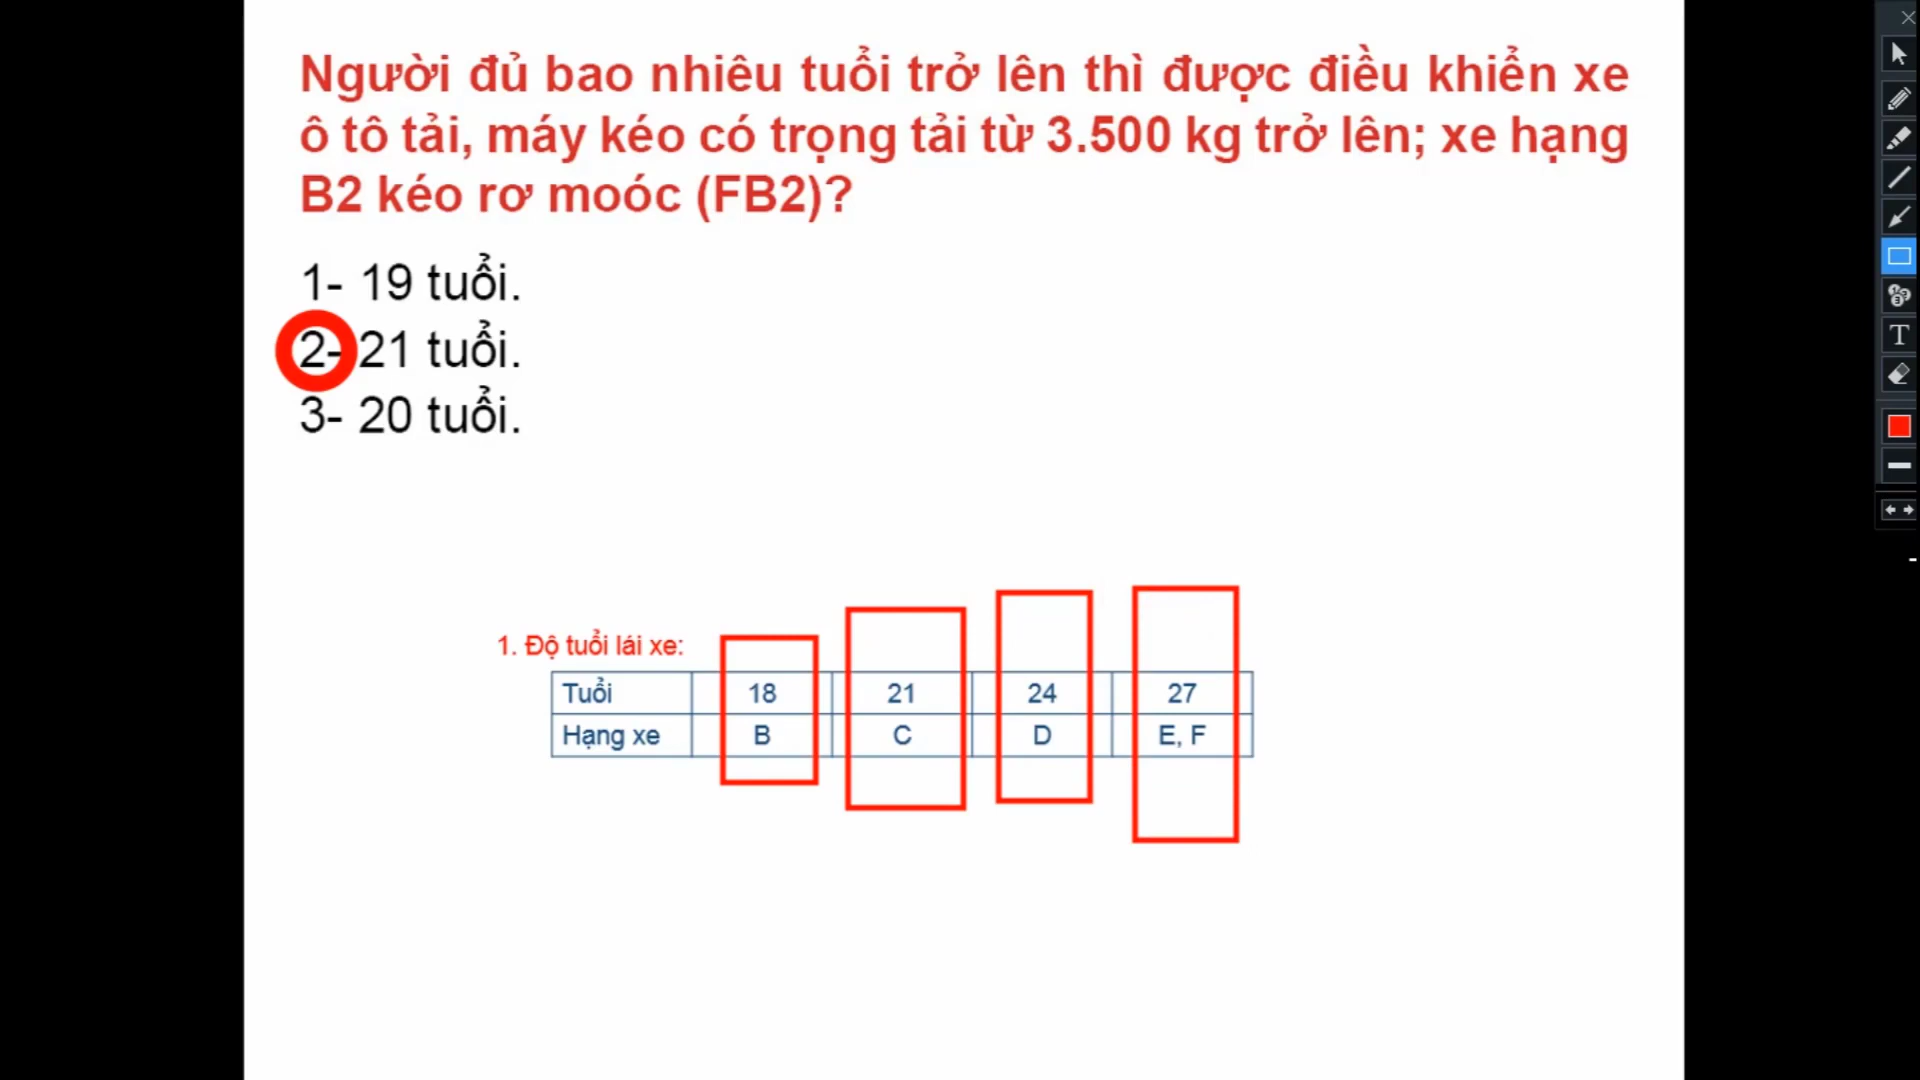 Người đủ bao nhiêu tuổi trở lên thì được điều khiển xe
ô tô tải, máy kéo có trọng tải từ 3.500 kg trở lên; xe hạng
B2 kéo rơ moóc (FB2)?
1- 19 tuổi.
2- 21 tuổi.
3- 20 tuổi.
1. Độ tuổi lái xe:
Tuổi 18 21 24 27
Hạng xe B C D E, F